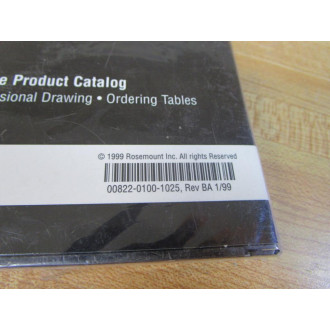 e Product Catalog
sional Drawing • Ordering Tables
© 1999 Rosemount Inc. All rights Reserved
00822-0100-1025, Rev BA 1/99